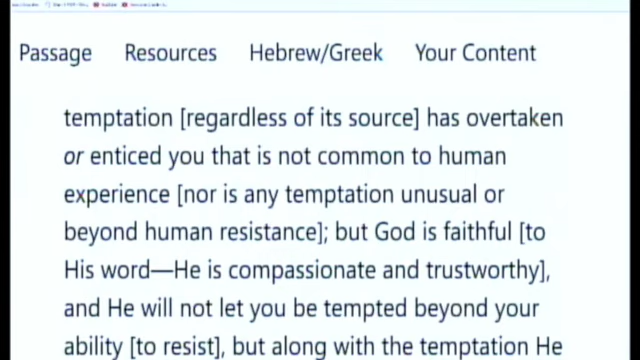 Passage Resources Hebrew/Greek Your Content
temptation [regardless of its source] has overtaken
or enticed you that is not common to human
experience [nor is any temptation unusual or
beyond human resistance]; but God is faithful [to
His word—He is compassionate and trustworthy],
and He will not let you be tempted beyond your
ability [to resist], but along with the temptation He